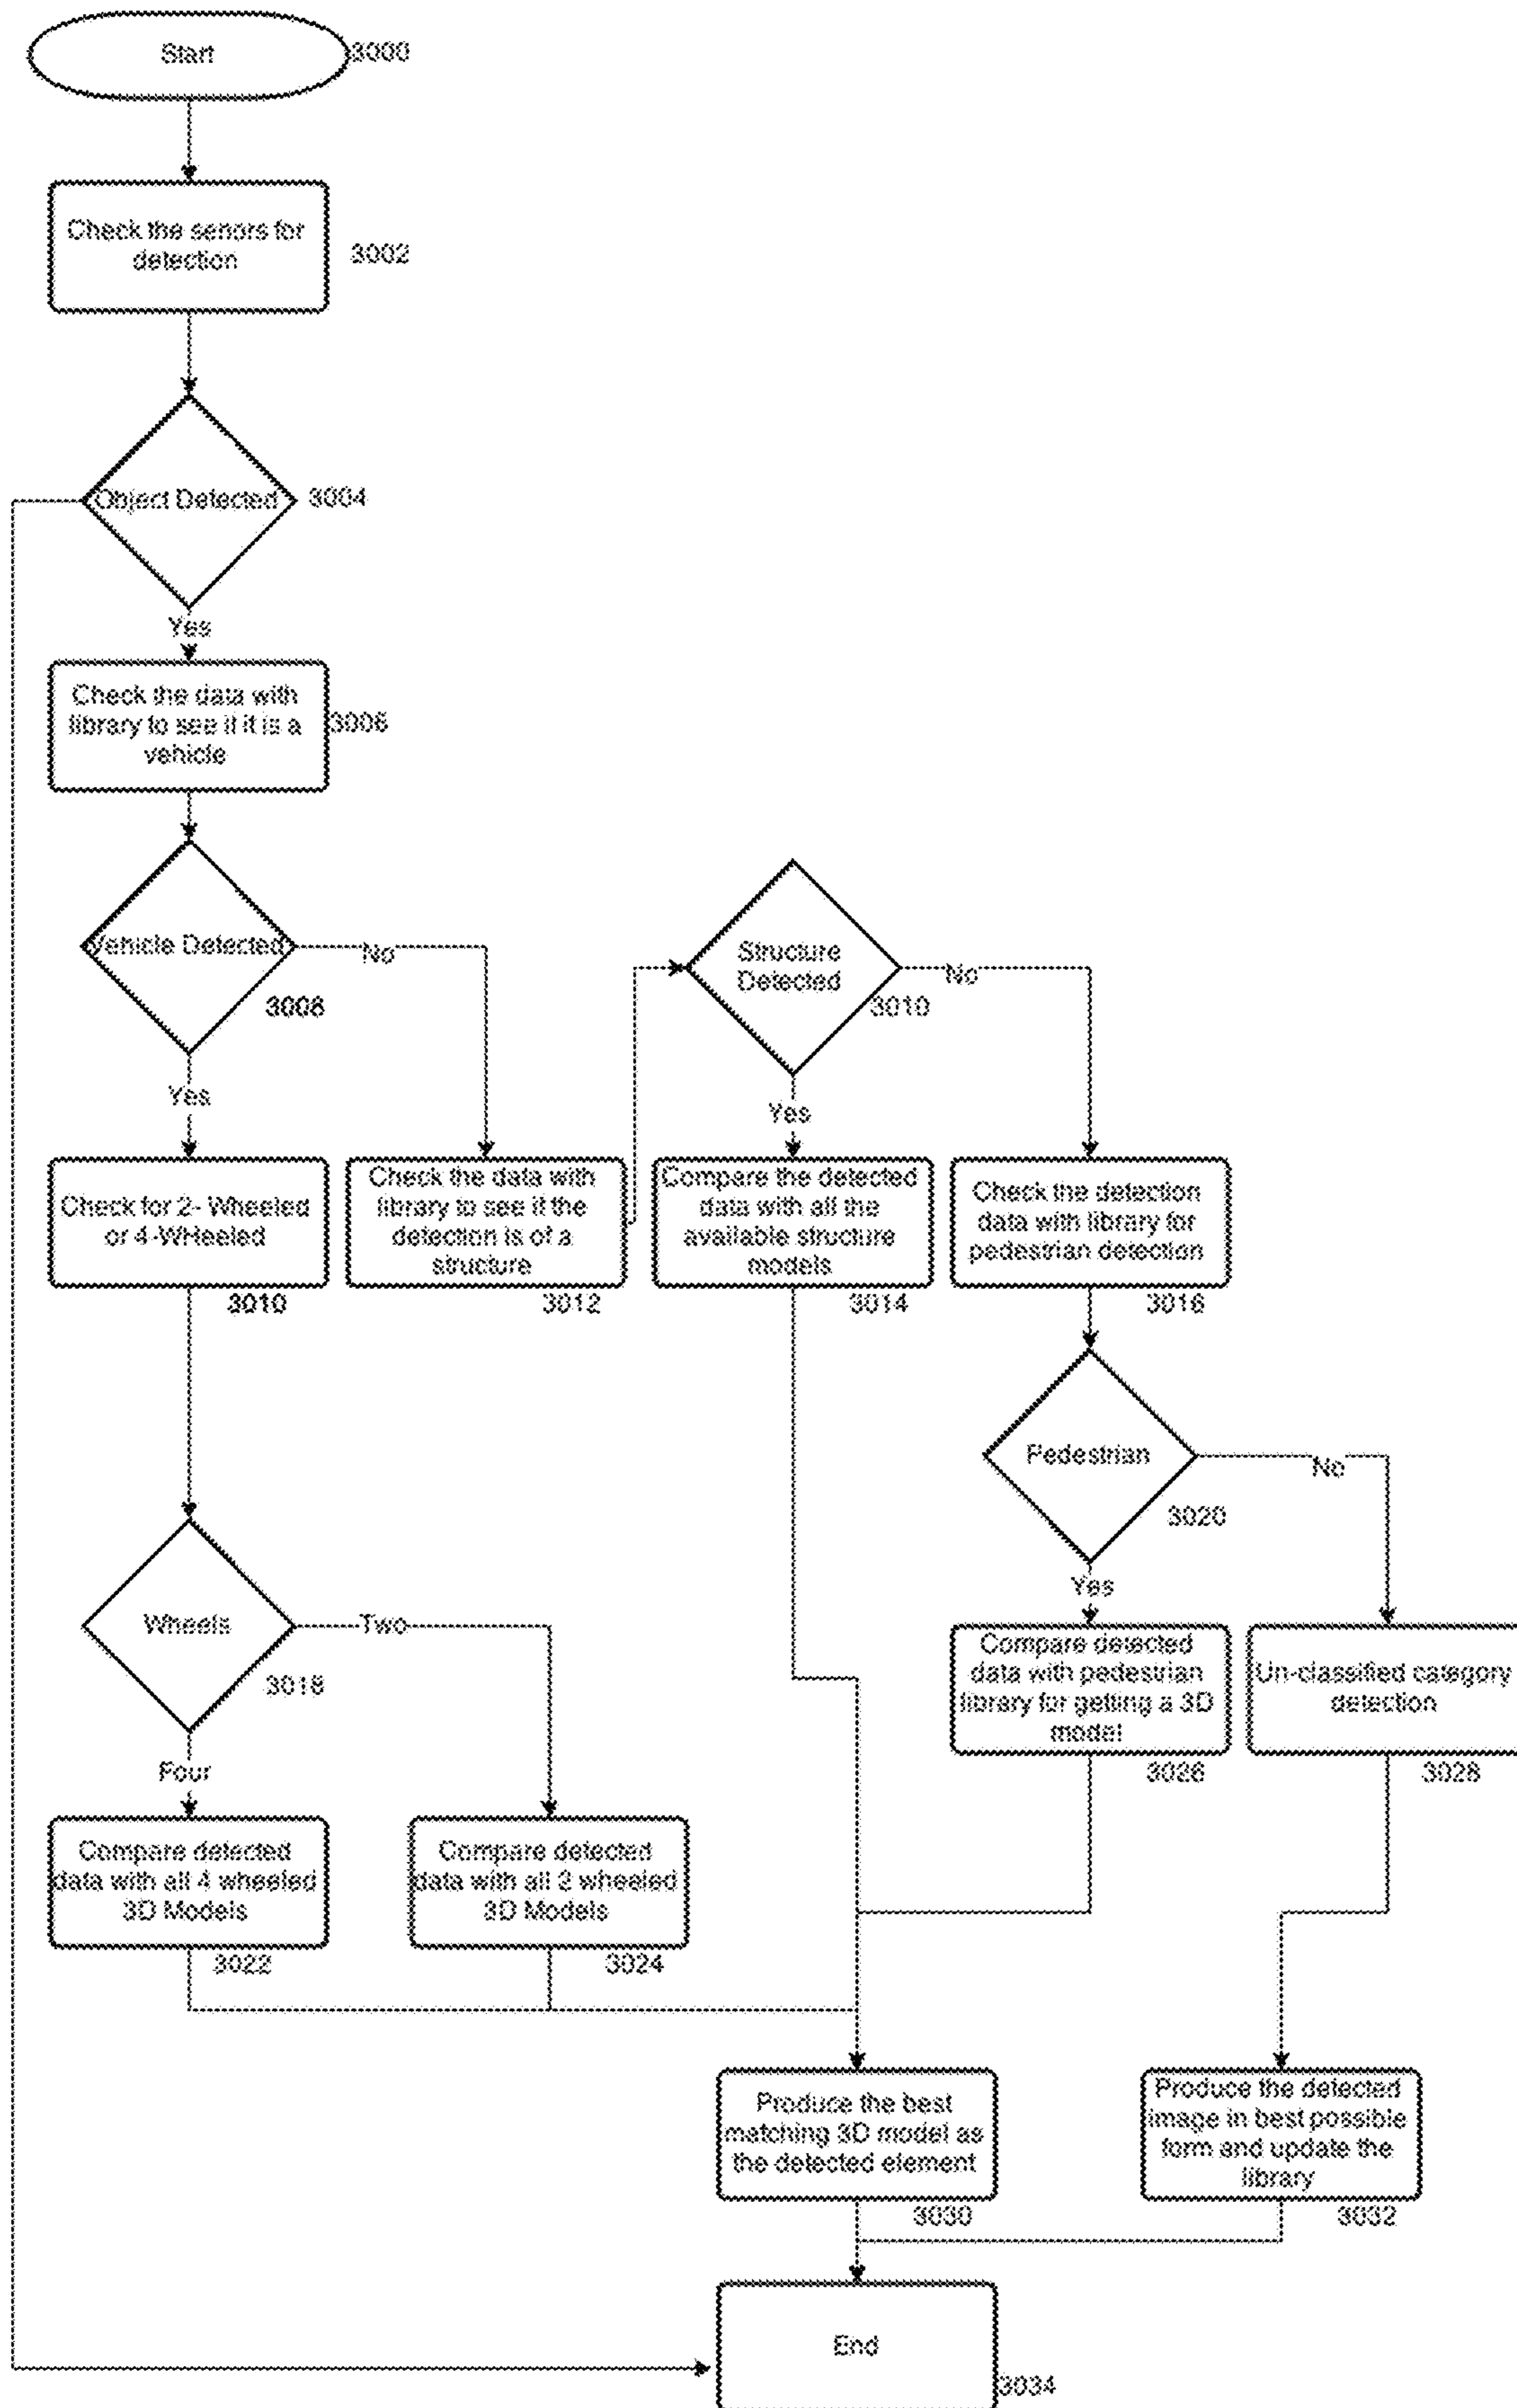 Start
3000
Check the senors for
detection
3002
Object Detected
3004
Yes
Check the data with
library to see if it is a
vehicle
3006
Vehicle Detected
No
3008
Yes
Structure
Detected
3010
No
Yes
Check for 2- Wheeled
or 4-WHeeled
3010
Check the data with
library to see if the
detection is of a
structure
3012
Compare the detected
data with all the
available structure
models
3014
Check the detection
data with library for
pedestrian detection
3016
Pedestrian
No
3020
Yes
Wheels
Two
3018
Four
Compare detected
data with pedestrian
library for getting a 3D
model
3026
Un-classified category
detection
3028
Compare detected
data with all 4 wheeled
3D Models
3022
Compare detected
data with all 2 wheeled
3D Models
3024
Produce the best
matching 3D model as
the detected element
3030
Produce the detected
image in best possible
form and update the
library
3032
End
3034